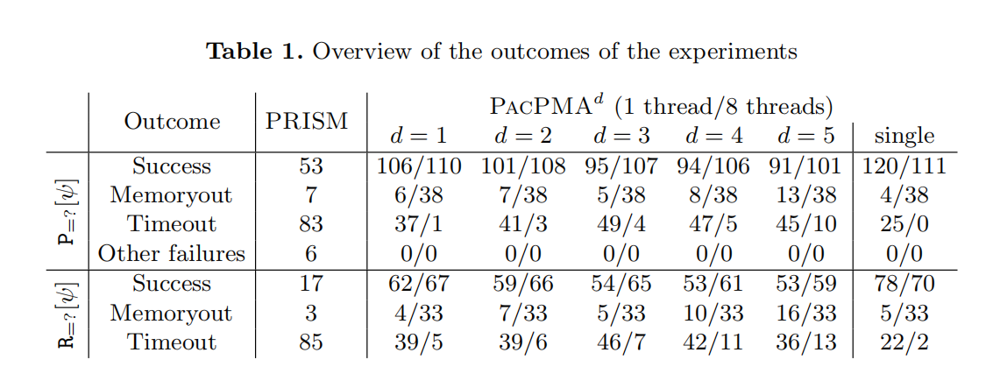 Table 1. Overview of the outcomes of the experiments
Outcome PRISM PacPMA^d (1 thread/8 threads)
d = 1 d = 2 d = 3 d = 4 d = 5 single
P=?[ψ]
Success 53 106/110 101/108 95/107 94/106 91/101 120/111
Memoryout 7 6/38 7/38 5/38 8/38 13/38 4/38
Timeout 83 37/1 41/3 49/4 47/5 45/10 25/0
Other failures 6 0/0 0/0 0/0 0/0 0/0 0/0
R=?[ψ]
Success 17 62/67 59/66 54/65 53/61 53/59 78/70
Memoryout 3 4/33 7/33 5/33 10/33 16/33 5/33
Timeout 85 39/5 39/6 46/7 42/11 36/13 22/2